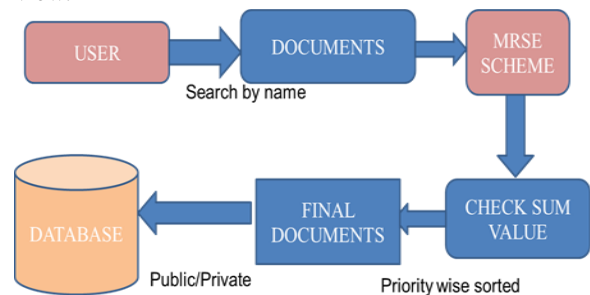 USER
DOCUMENTS
MRSE
SCHEME
Search by name
DATABASE
FINAL
DOCUMENTS
CHECK SUM
VALUE
Public/Private
Priority wise sorted